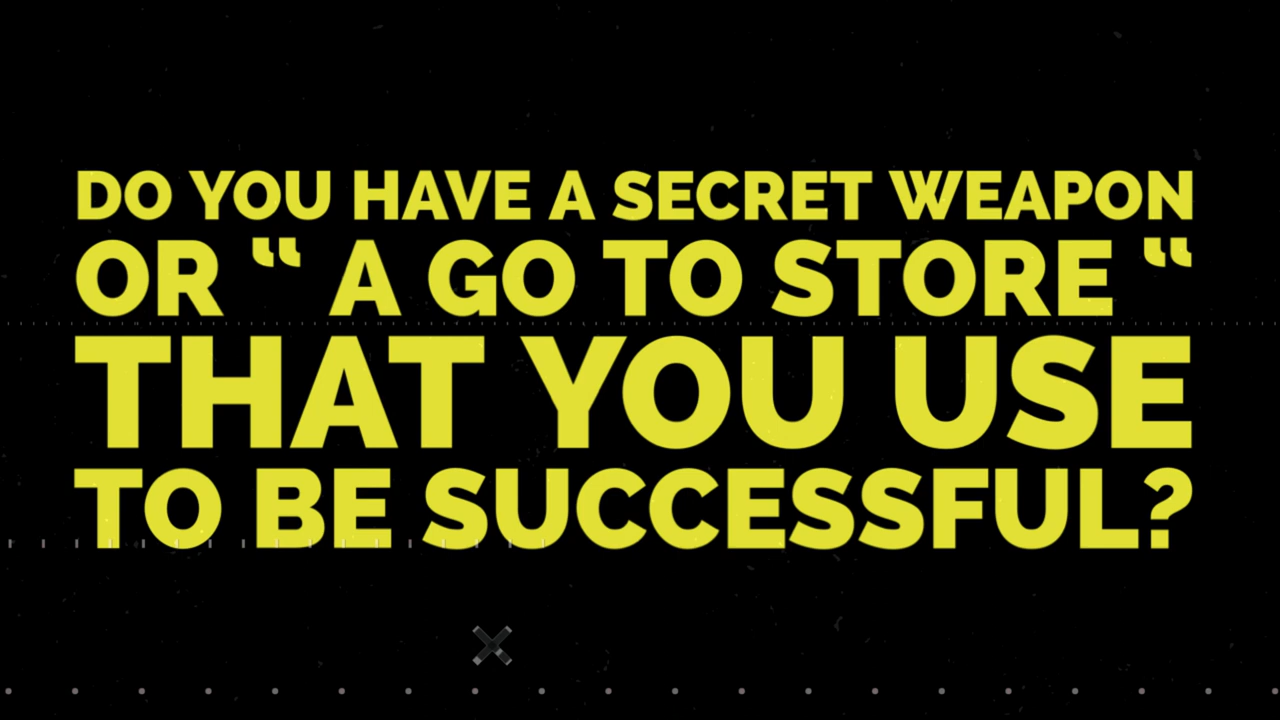 DO YOU HAVE A SECRET WEAPON
OR “ A GO TO STORE “
THAT YOU USE
TO BE SUCCESSFUL?